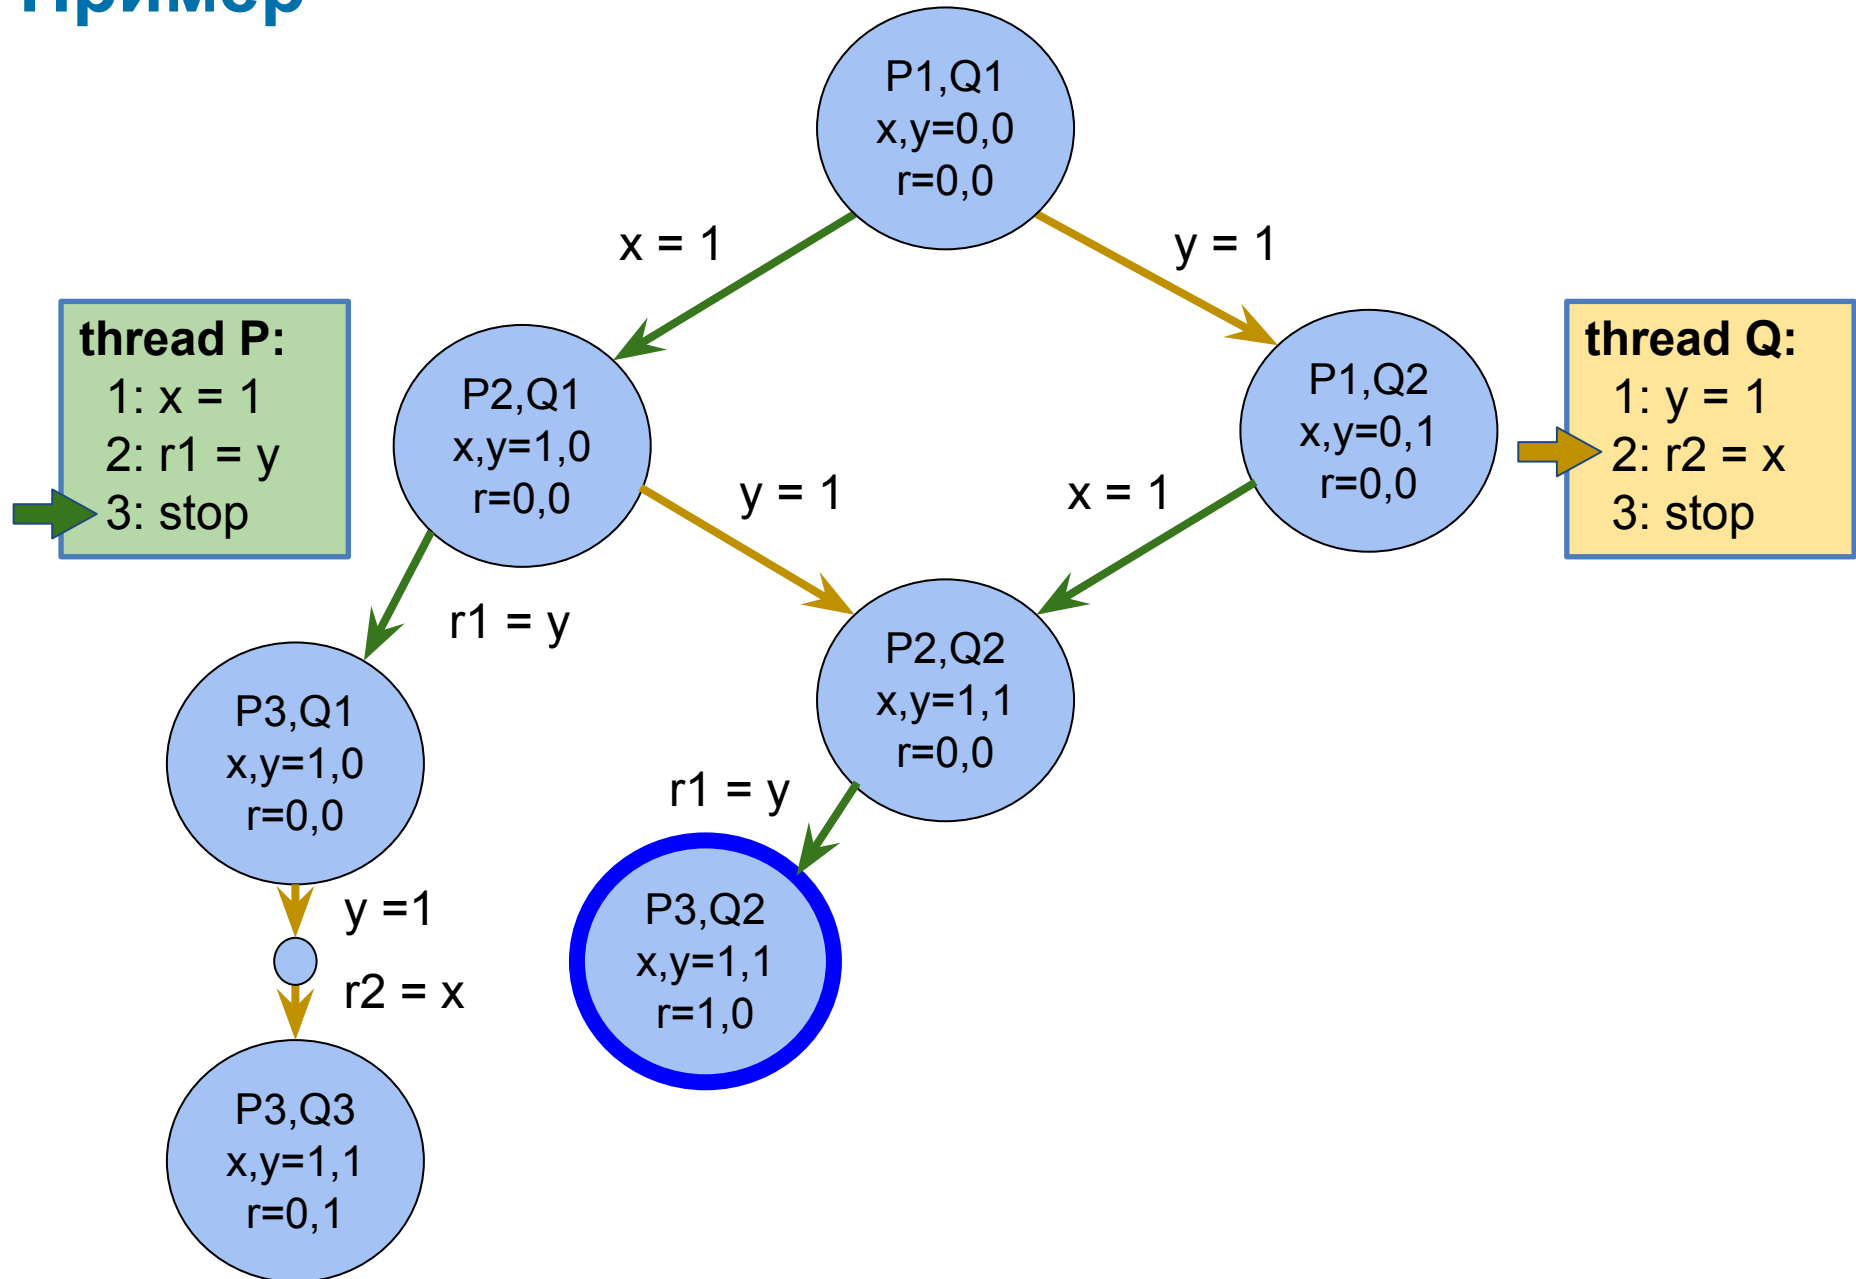 Пример
P1,Q1
x,y=0,0
r=0,0
x = 1
y = 1
thread P:
1: x = 1
2: r1 = y
3: stop
P2,Q1
x,y=1,0
r=0,0
P1,Q2
x,y=0,1
r=0,0
thread Q:
1: y = 1
2: r2 = x
3: stop
y = 1
x = 1
r1 = y
P2,Q2
x,y=1,1
r=0,0
P3,Q1
x,y=1,0
r=0,0
r1 = y
y =1
r2 = x
P3,Q2
x,y=1,1
r=1,0
P3,Q3
x,y=1,1
r=0,1